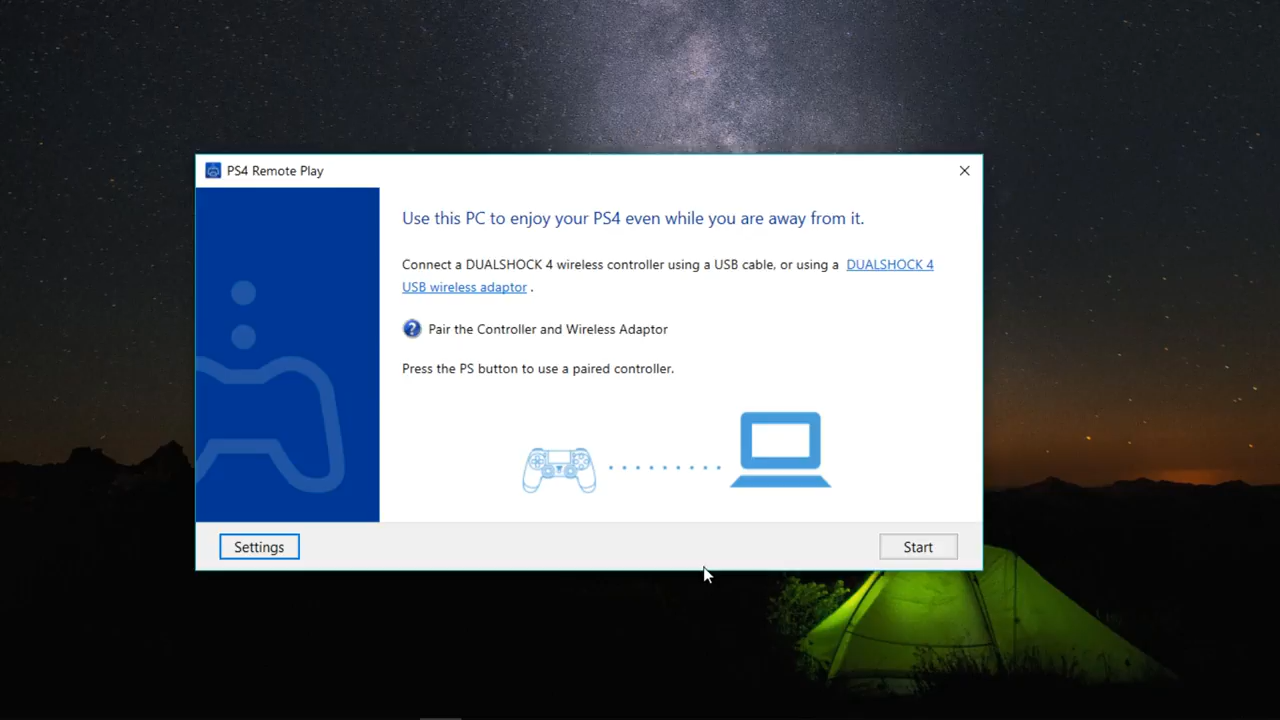 PS4 Remote Play
Use this PC to enjoy your PS4 even while you are away from it.
Connect a DUALSHOCK 4 wireless controller using a USB cable, or using a DUALSHOCK 4
USB wireless adaptor .
? Pair the Controller and Wireless Adaptor
Press the PS button to use a paired controller.
Settings
Start